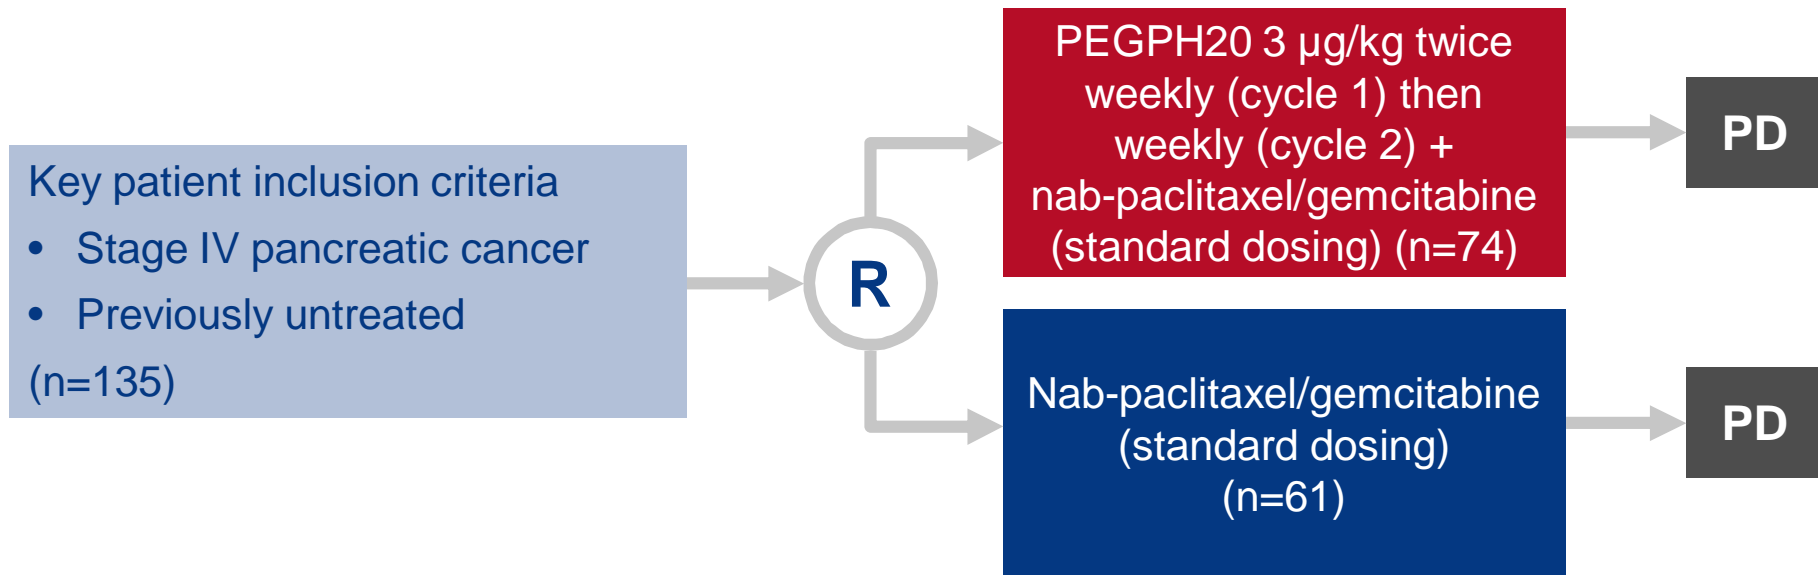 Key patient inclusion criteria
• Stage IV pancreatic cancer
• Previously untreated
(n=135)
R
PEGPH20 3 µg/kg twice
weekly (cycle 1) then
weekly (cycle 2) +
nab-paclitaxel/gemcitabine
(standard dosing) (n=74)
PD
Nab-paclitaxel/gemcitabine
(standard dosing)
(n=61)
PD